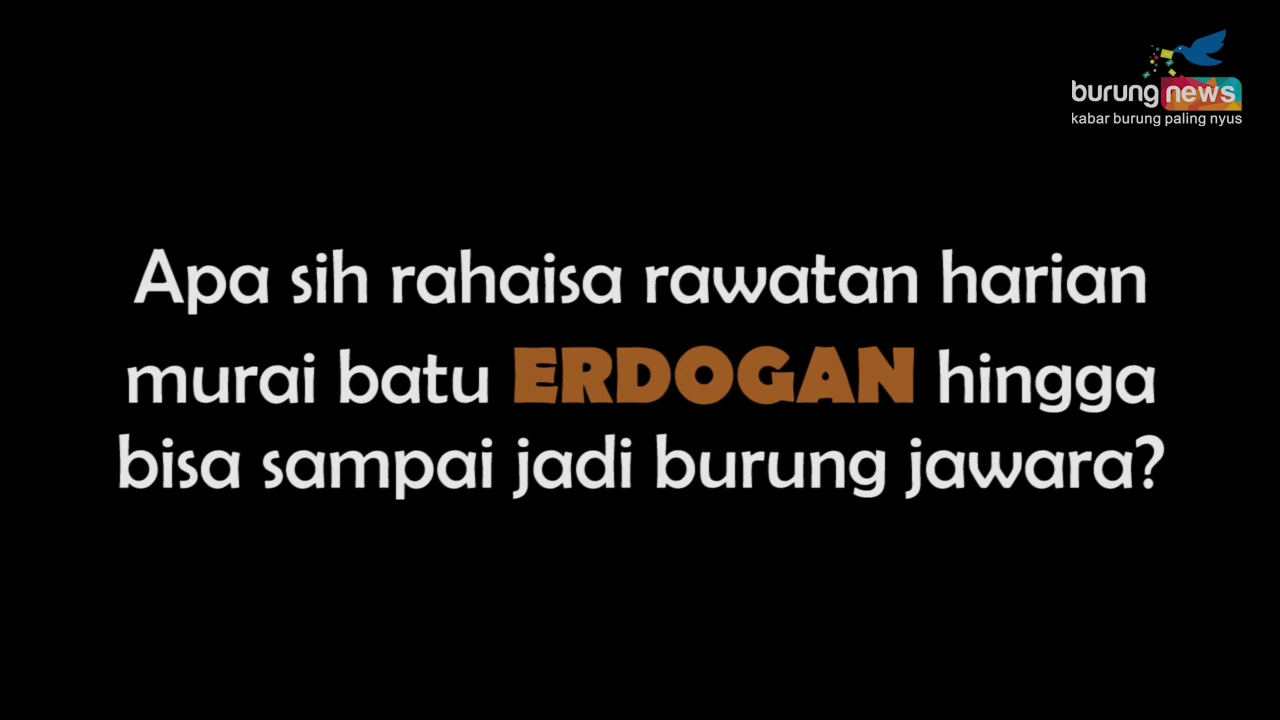 burung news
kabar burung paling nyus
Apa sih rahaisa rawatan harian
murai batu ERDOGAN hingga
bisa sampai jadi burung jawara?